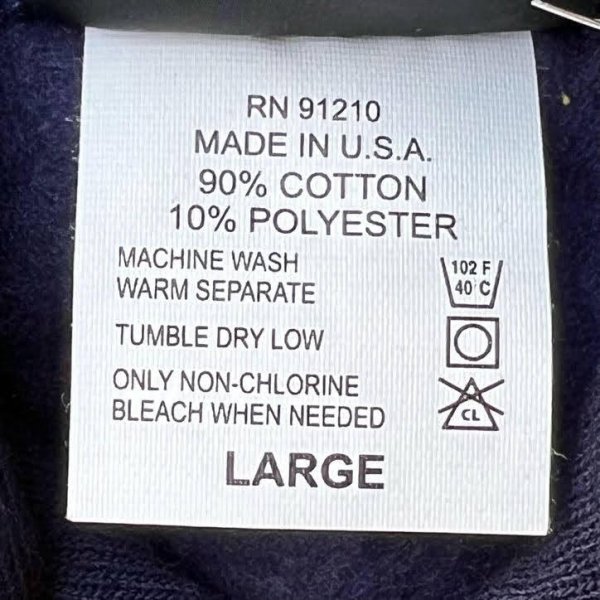 RN 91210
MADE IN U.S.A.
90% COTTON
10% POLYESTER
MACHINE WASH
WARM SEPARATE
102 F
40 C
TUMBLE DRY LOW
ONLY NON-CHLORINE
BLEACH WHEN NEEDED
CL
LARGE